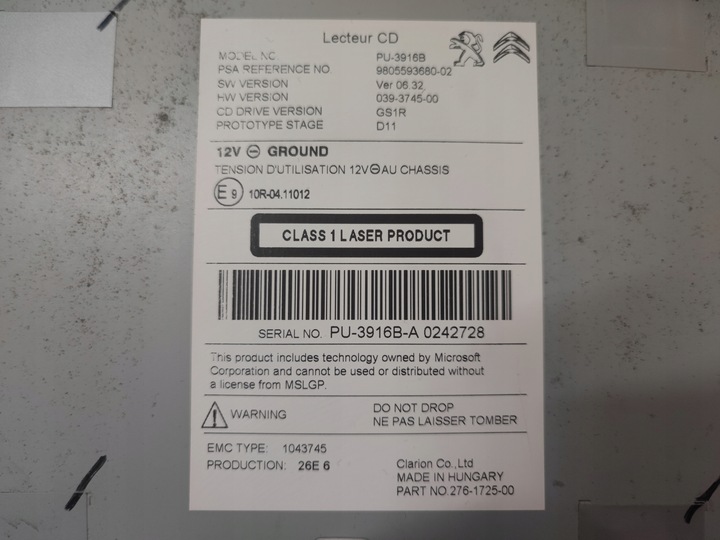 Lecteur CD
MODEL NO PU-3916B
PSA REFERENCE NO. 9805593680-02
SW VERSION Ver 06.32
HW VERSION 039-3745-00
CD DRIVE VERSION GS1R
PROTOTYPE STAGE D11
12V ⊖ GROUND
TENSION D'UTILISATION 12V⊖AU CHASSIS
E9 10R-04.11012
CLASS 1 LASER PRODUCT
SERIAL NO. PU-3916B-A 0242728
This product includes technology owned by Microsoft
Corporation and cannot be used or distributed without
a license from MSLGP.
WARNING
DO NOT DROP
NE PAS LAISSER TOMBER
EMC TYPE: 1043745
PRODUCTION: 26E 6
Clarion Co.,Ltd
MADE IN HUNGARY
PART NO.276-1725-00